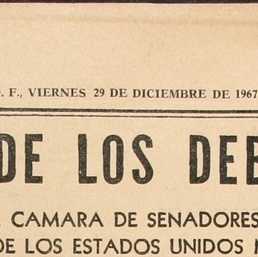 D. F., VIERNES 29 DE DICIEMBRE DE 1967
DE LOS DEB
CAMARA DE SENADORES
DE LOS ESTADOS UNIDOS M